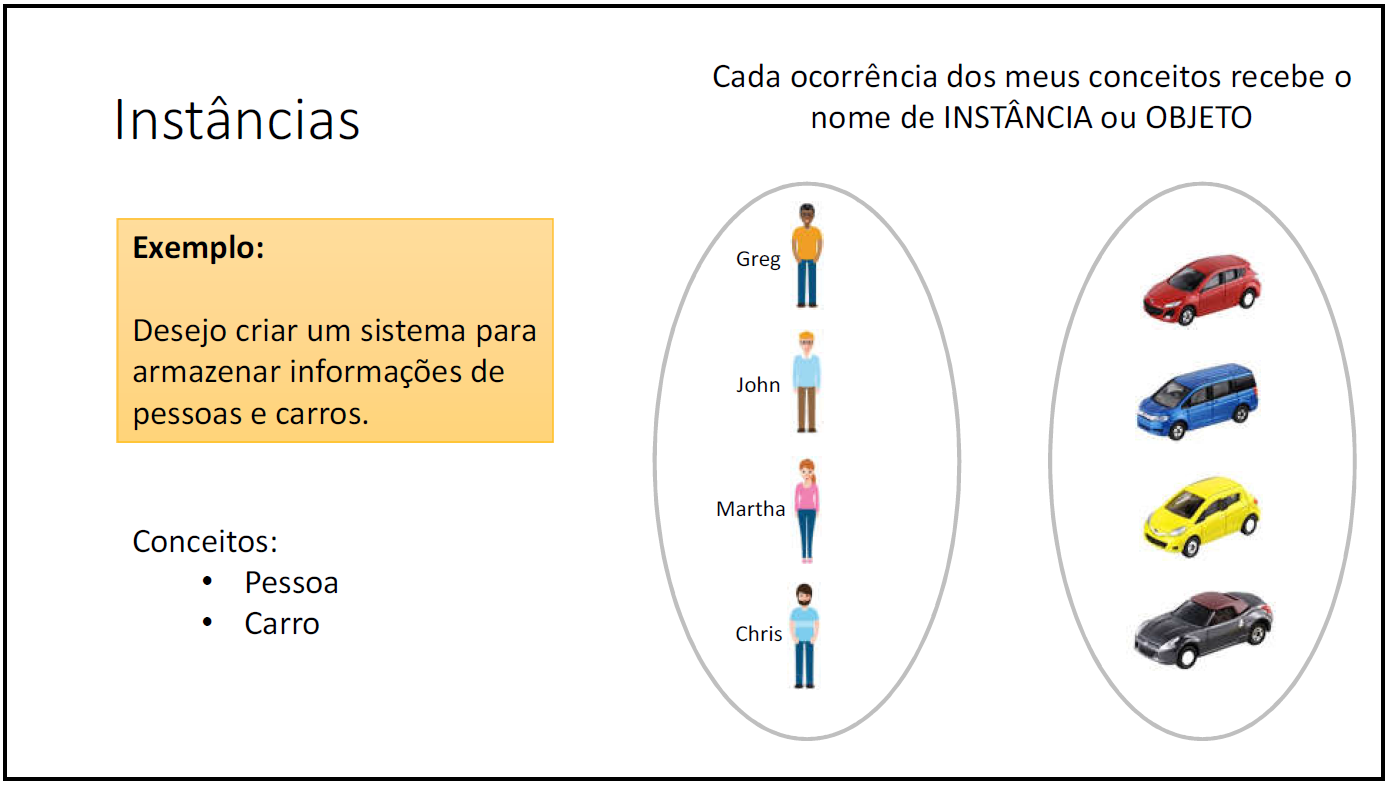 Instâncias
Cada ocorrência dos meus conceitos recebe o
nome de INSTÂNCIA ou OBJETO
Exemplo:
Desejo criar um sistema para
armazenar informações de
pessoas e carros.
Conceitos:
• Pessoa
• Carro
Greg
John
Martha
Chris